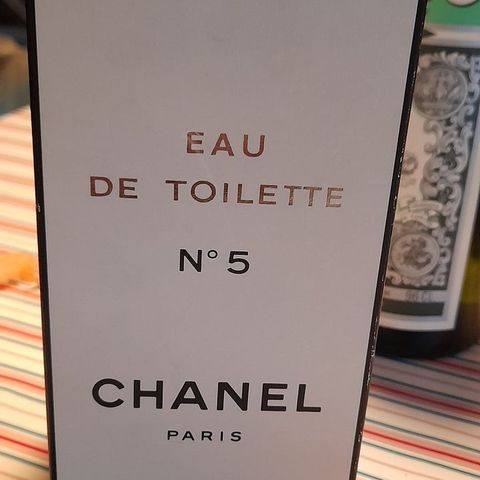 EAU
DE TOILETTE
N° 5
CHANEL
PARIS